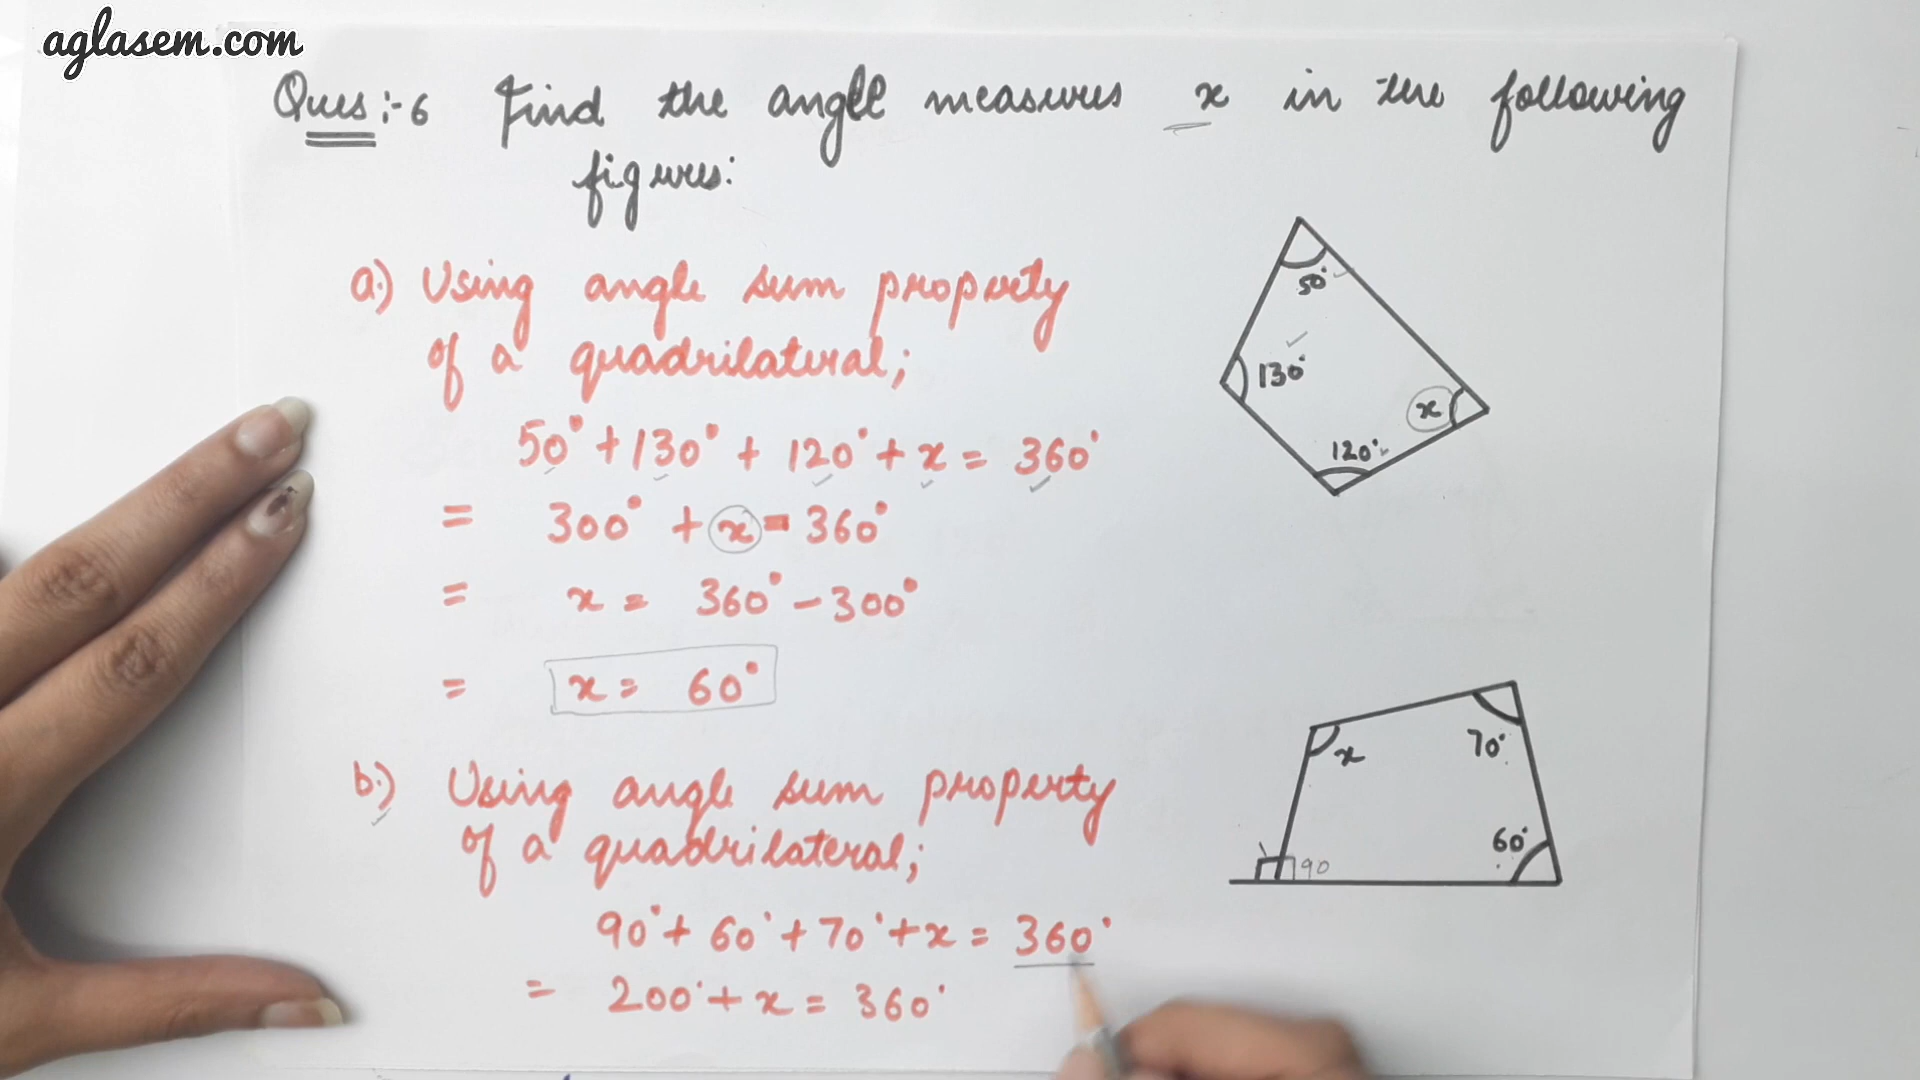 aglasem.com
Ques:- 6 Find the angle measures x in the following
figures:
a.) Using angle sum property
of a quadrilateral;
50° + 130° + 120° + x = 360°
= 300° + x = 360°
= x = 360° - 300°
= x = 60°
50°
130°
x
120°
b.) Using angle sum property
of a quadrilateral;
90° + 60° + 70° + x = 360°
= 200° + x = 360°
x
70°
60°
90